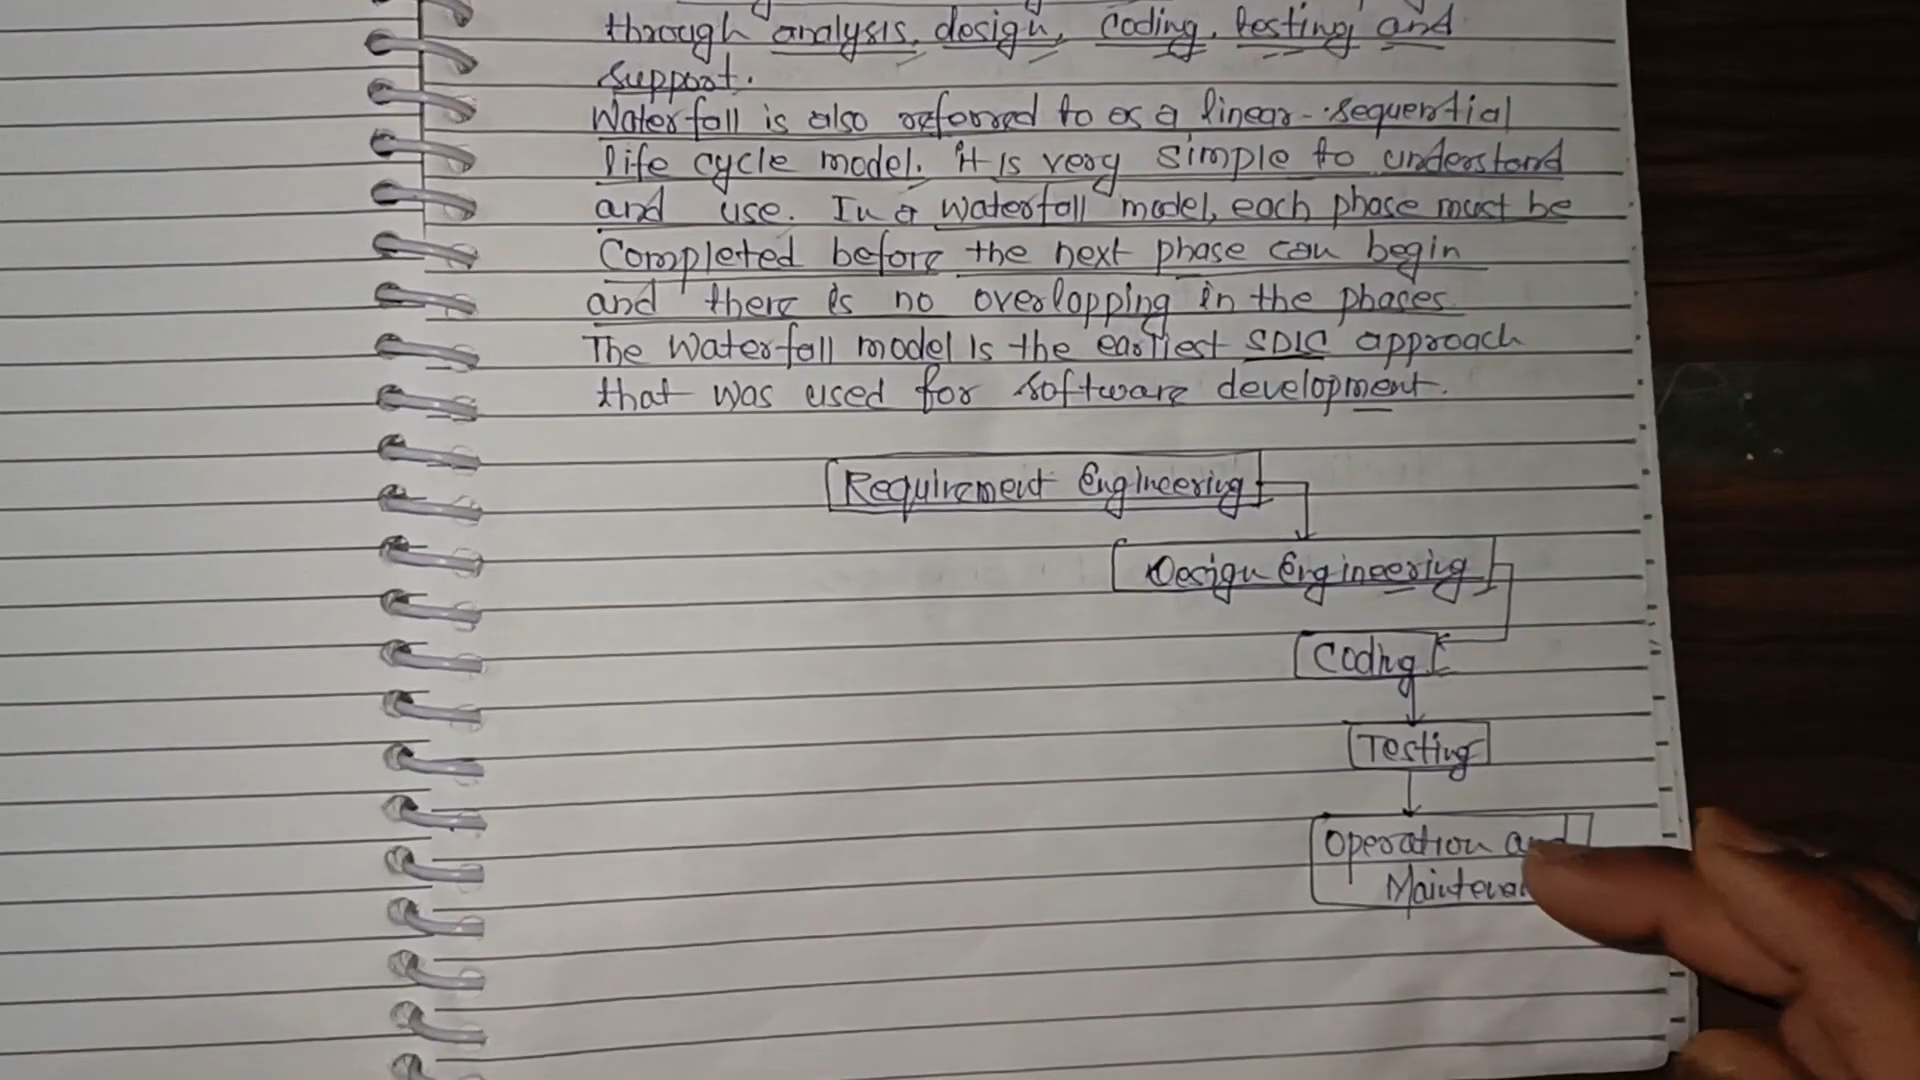 through analysis, design, coding, testing and
support.
Waterfall is also referred to as a linear-sequential
life cycle model. It is very simple to understand
and use. In a waterfall model, each phase must be
Completed before the next phase can begin
and there is no overlapping in the phases.
The Waterfall model is the earliest SDLC approach
that was used for software development.
Requirement Engineering
Design Engineering
Coding
Testing
Operation and